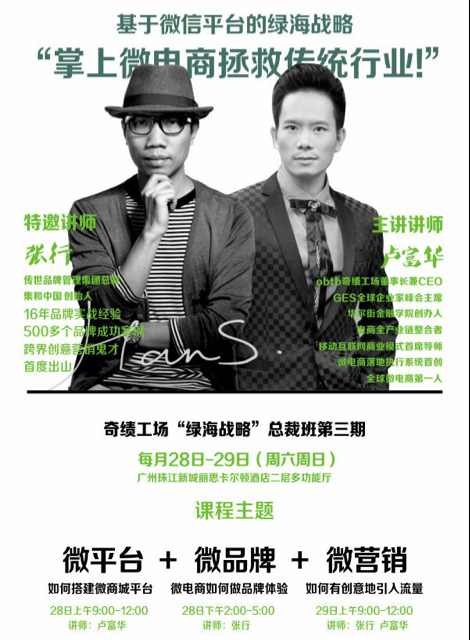 基于微信平台的绿海战略
“掌上微电商拯救传统行业!”
特邀讲师
张行
传世品牌管理集团总裁
集和中国 创始人
16年品牌实战经验
500多个品牌成功案例
跨界创意营销鬼才
首度出山
主讲讲师
卢富华
obtb奇绩工场董事长兼CEO
GES全球企业家峰会主席
华尔街金融学院创办人
电商全产业链整合者
移动互联网商业模式首席导师
微电商落地执行系统首创
全球微电商第一人
奇绩工场“绿海战略”总裁班第三期
每月28日-29日（周六周日）
广州珠江新城丽思卡尔顿酒店二层多功能厅
课程主题
微平台 + 微品牌 + 微营销
如何搭建微商城平台 微电商如何做品牌体验 如何有创意地引人流量
28日上午9:00-12:00 28日下午2:00-5:00 29日上午9:00-12:00
讲师：卢富华 讲师：张行 讲师：张行 卢富华